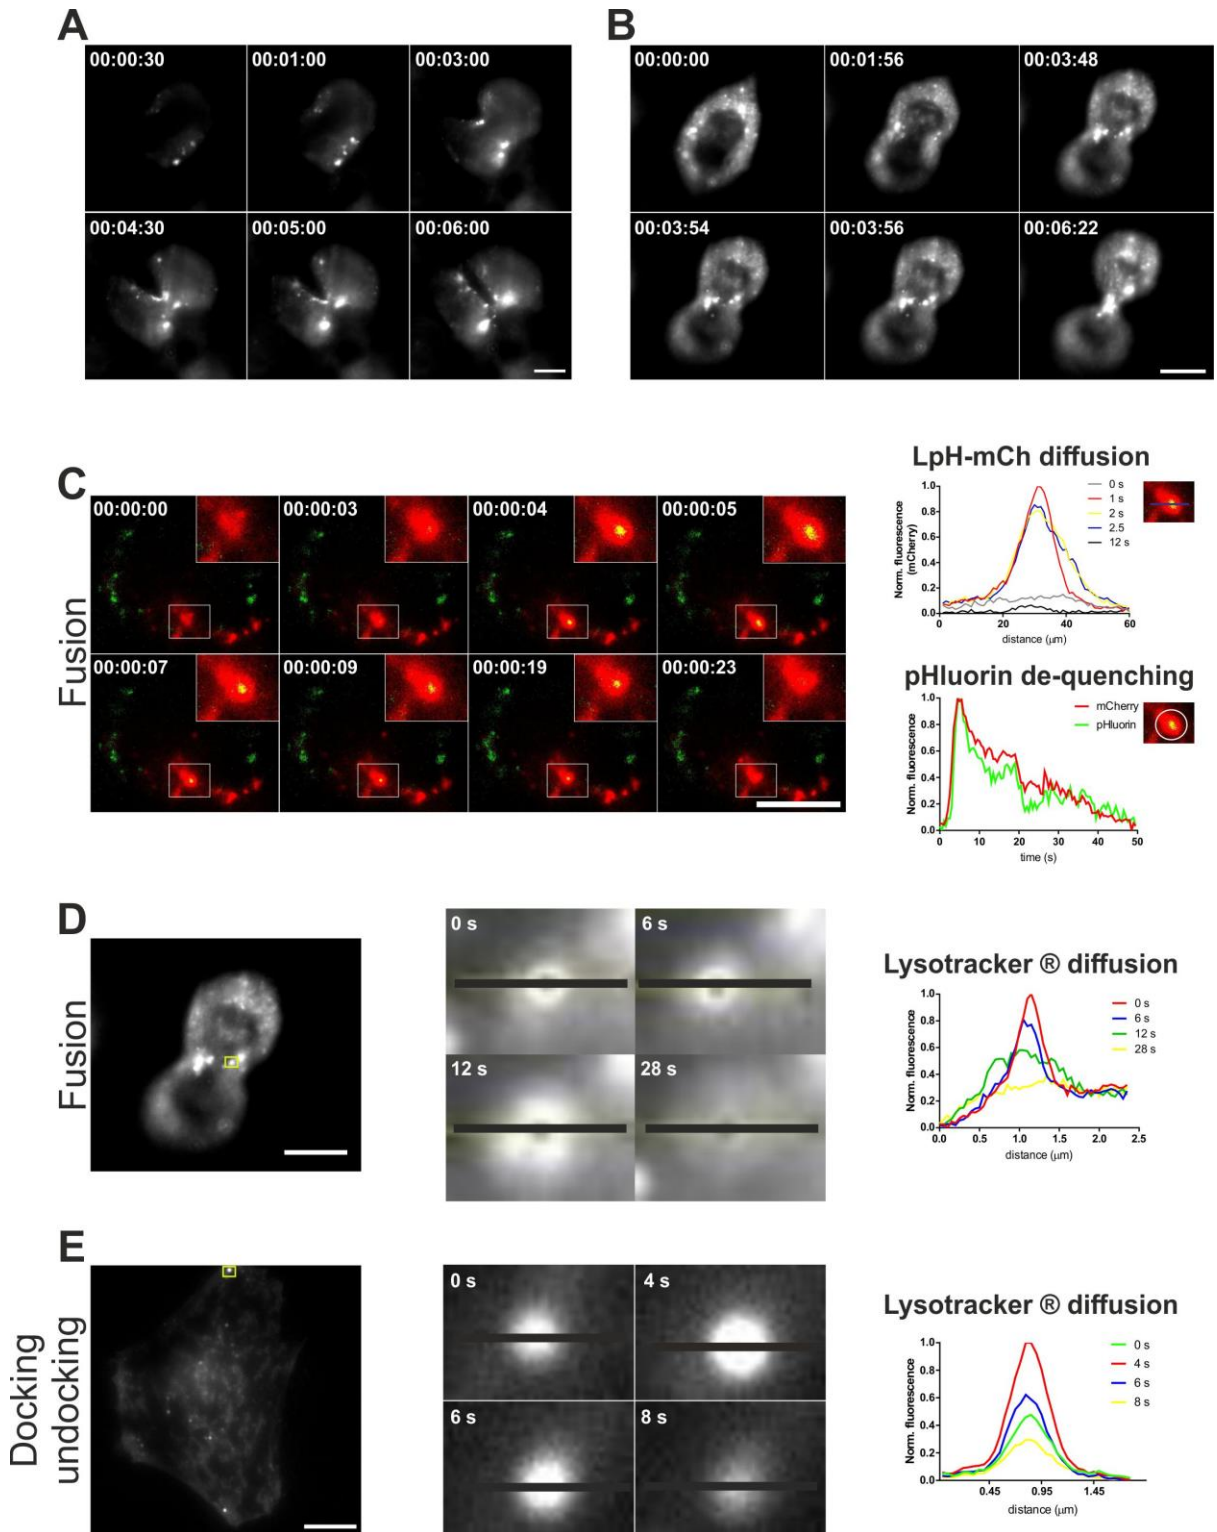 A
00:00:30
00:01:00
00:03:00
00:04:30
00:05:00
00:06:00
B
00:00:00
00:01:56
00:03:48
00:03:54
00:03:56
00:06:22
C
Fusion
00:00:00
00:00:03
00:00:04
00:00:05
00:00:07
00:00:09
00:00:19
00:00:23
LpH-mCh diffusion
Norm. fluorescence
(mCherry)
1.0
0.8
0.6
0.4
0.2
0.0
0
20
40
60
distance (µm)
0 s
1 s
2 s
2.5
12 s
pHluorin de-quenching
Norm. fluorescence
1.0
0.8
0.6
0.4
0.2
0.0
0
10
20
30
40
50
time (s)
mCherry
pHluorin
D
Fusion
0 s
6 s
12 s
28 s
Lysotracker ® diffusion
Norm. fluorescence
1.0
0.8
0.6
0.4
0.2
0.0
0.0
0.5
1.0
1.5
2.0
2.5
distance (µm)
0 s
6 s
12 s
28 s
E
Docking
undocking
0 s
4 s
6 s
8 s
Lysotracker ® diffusion
Norm. fluorescence
1.0
0.8
0.6
0.4
0.2
0.0
0.45
0.95
1.45
distance (µm)
0 s
4 s
6 s
8 s